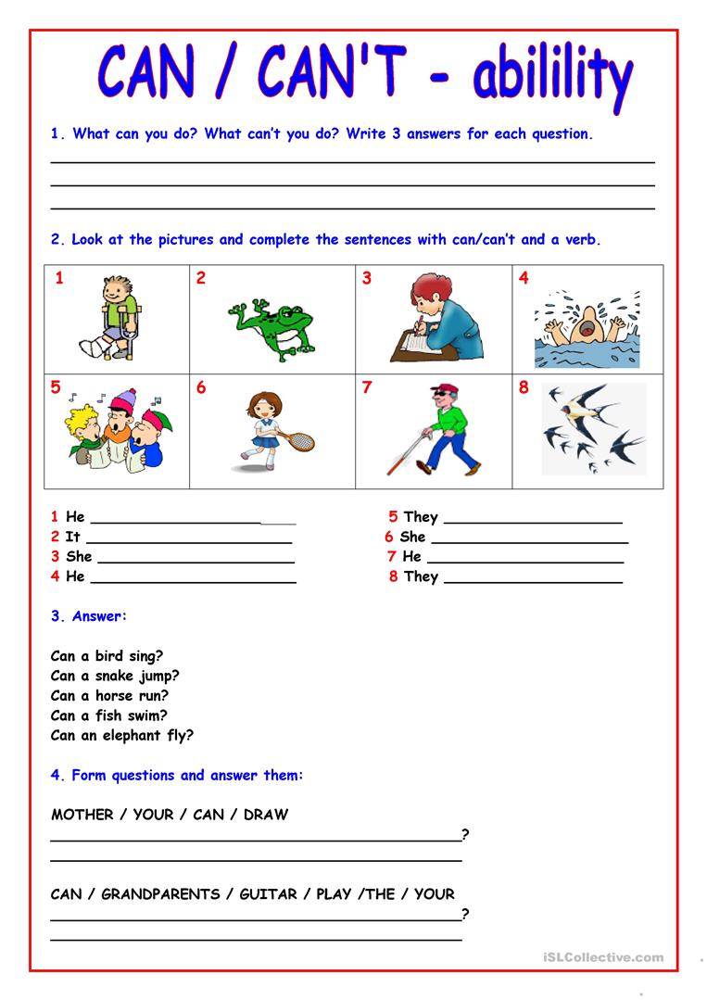 CAN / CAN'T - abilility
1. What can you do? What can't you do? Write 3 answers for each question.
2. Look at the pictures and complete the sentences with can/can't and a verb.
1 2 3 4
5 6 7 8
1 He ____________________ 5 They ____________________
2 It ____________________ 6 She ____________________
3 She ____________________ 7 He ____________________
4 He ____________________ 8 They ____________________
3. Answer:
Can a bird sing?
Can a snake jump?
Can a horse run?
Can a fish swim?
Can an elephant fly?
4. Form questions and answer them:
MOTHER / YOUR / CAN / DRAW
____________________?
CAN / GRANDPARENTS / GUITAR / PLAY /THE / YOUR
____________________?
iSLCollective.com